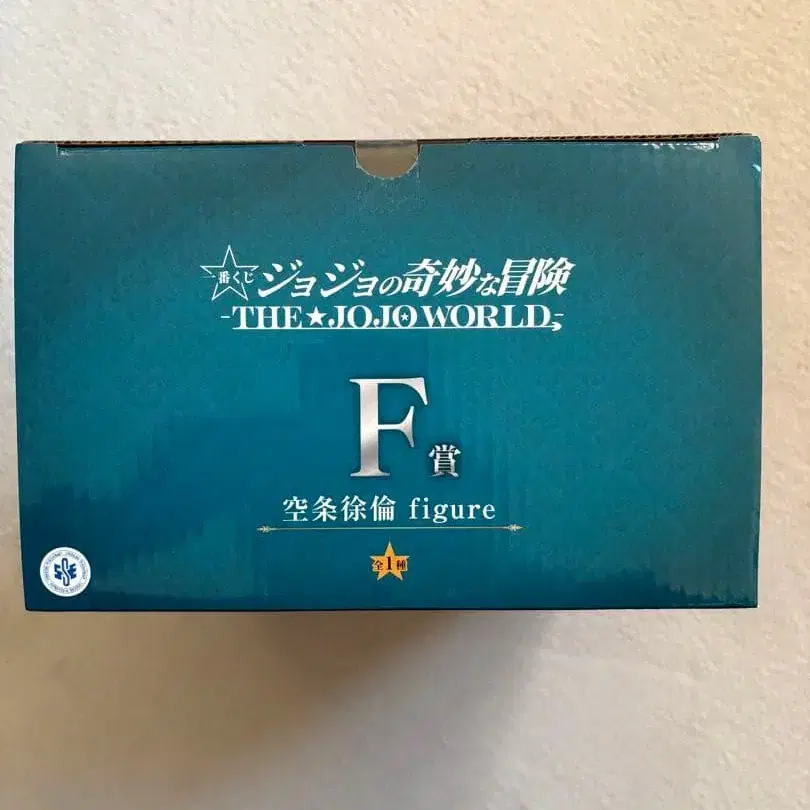 一番くじ ジョジョの奇妙な冒険
-THE★JOJO WORLD-
F賞
空条徐倫 figure
全1種